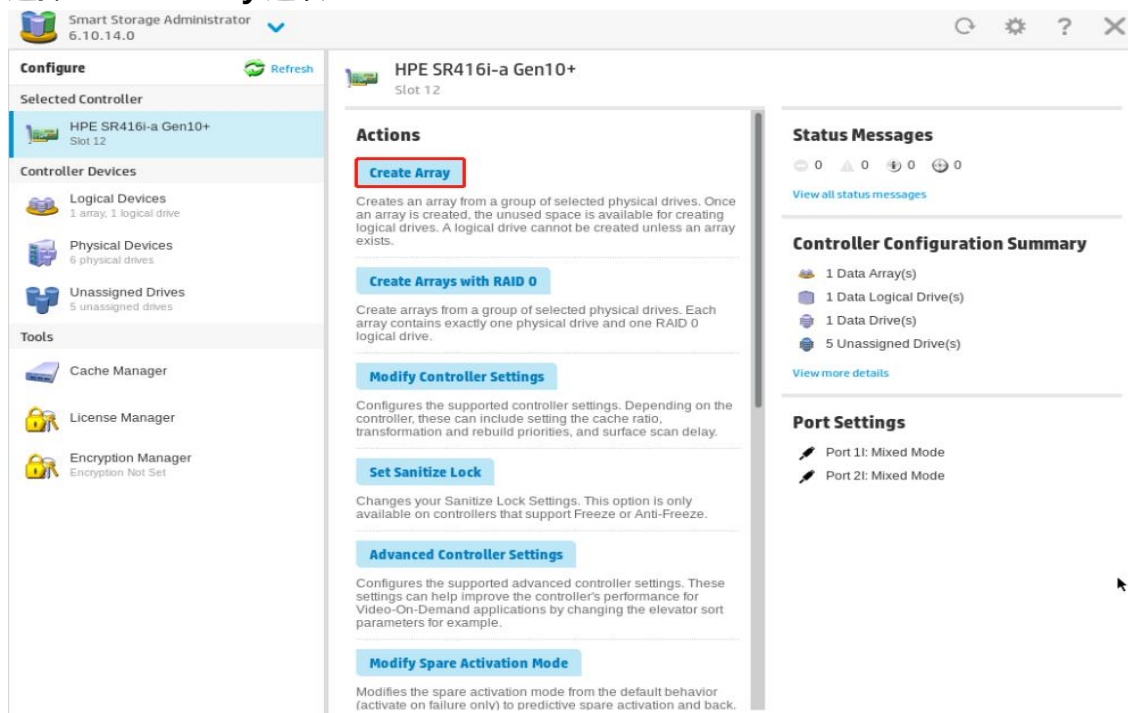 Smart Storage Administrator
6.10.14.0
Configure
Refresh
Selected Controller
HPE SR416i-a Gen10+
Slot 12
Controller Devices
Logical Devices
1 array, 1 logical drive
Physical Devices
6 physical drives
Unassigned Drives
5 unassigned drives
Tools
Cache Manager
License Manager
Encryption Manager
Encryption Not Set
HPE SR416i-a Gen10+
Slot 12
Actions
Create Array
Creates an array from a group of selected physical drives. Once
an array is created, the unused space is available for creating
logical drives. A logical drive cannot be created unless an array
exists.
Create Arrays with RAID 0
Create arrays from a group of selected physical drives. Each
array contains exactly one physical drive and one RAID 0
logical drive.
Modify Controller Settings
Configures the supported controller settings. Depending on the
controller, these can include setting the cache ratio,
transformation and rebuild priorities, and surface scan delay.
Set Sanitize Lock
Changes your Sanitize Lock Settings. This option is only
available on controllers that support Freeze or Anti-Freeze.
Advanced Controller Settings
Configures the supported advanced controller settings. These
settings can help improve the controller's performance for
Video-On-Demand applications by changing the elevator sort
parameters for example.
Modify Spare Activation Mode
Modifies the spare activation mode from the default behavior
(activate on failure only) to predictive spare activation and back.
Status Messages
0 0 0 0
View all status messages
Controller Configuration Summary
1 Data Array(s)
1 Data Logical Drive(s)
1 Data Drive(s)
5 Unassigned Drive(s)
View more details
Port Settings
Port 1I: Mixed Mode
Port 2I: Mixed Mode